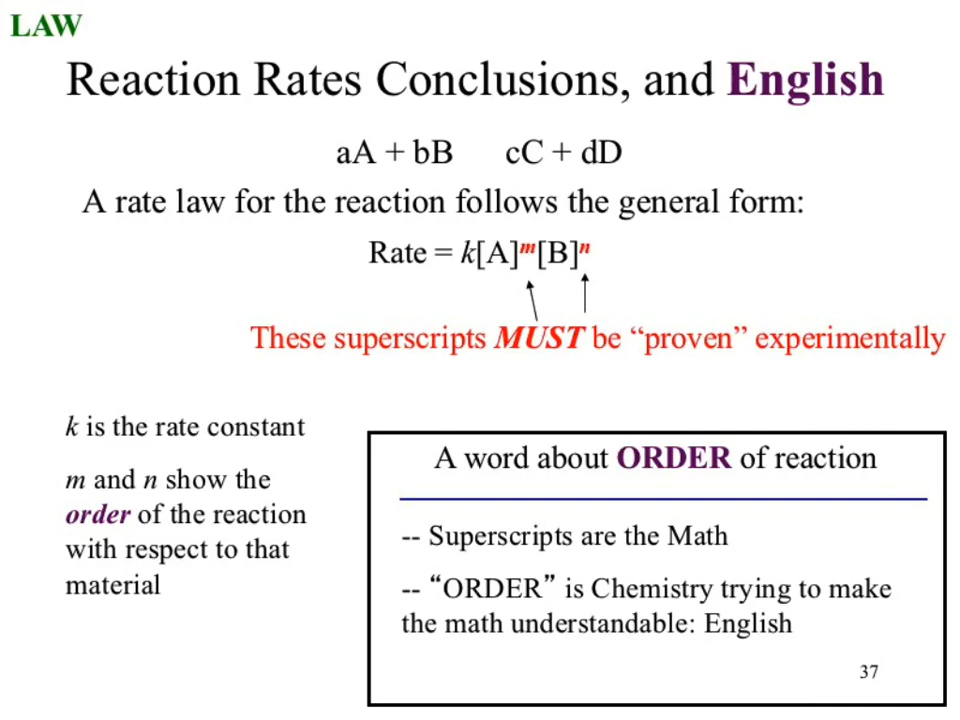 LAW
Reaction Rates Conclusions, and English
aA + bB cC + dD
A rate law for the reaction follows the general form:
Rate = k[A]ᵐ[B]ⁿ
These superscripts MUST be “proven” experimentally
k is the rate constant
m and n show the
order of the reaction
with respect to that
material
A word about ORDER of reaction
-- Superscripts are the Math
-- “ORDER” is Chemistry trying to make
the math understandable: English
37